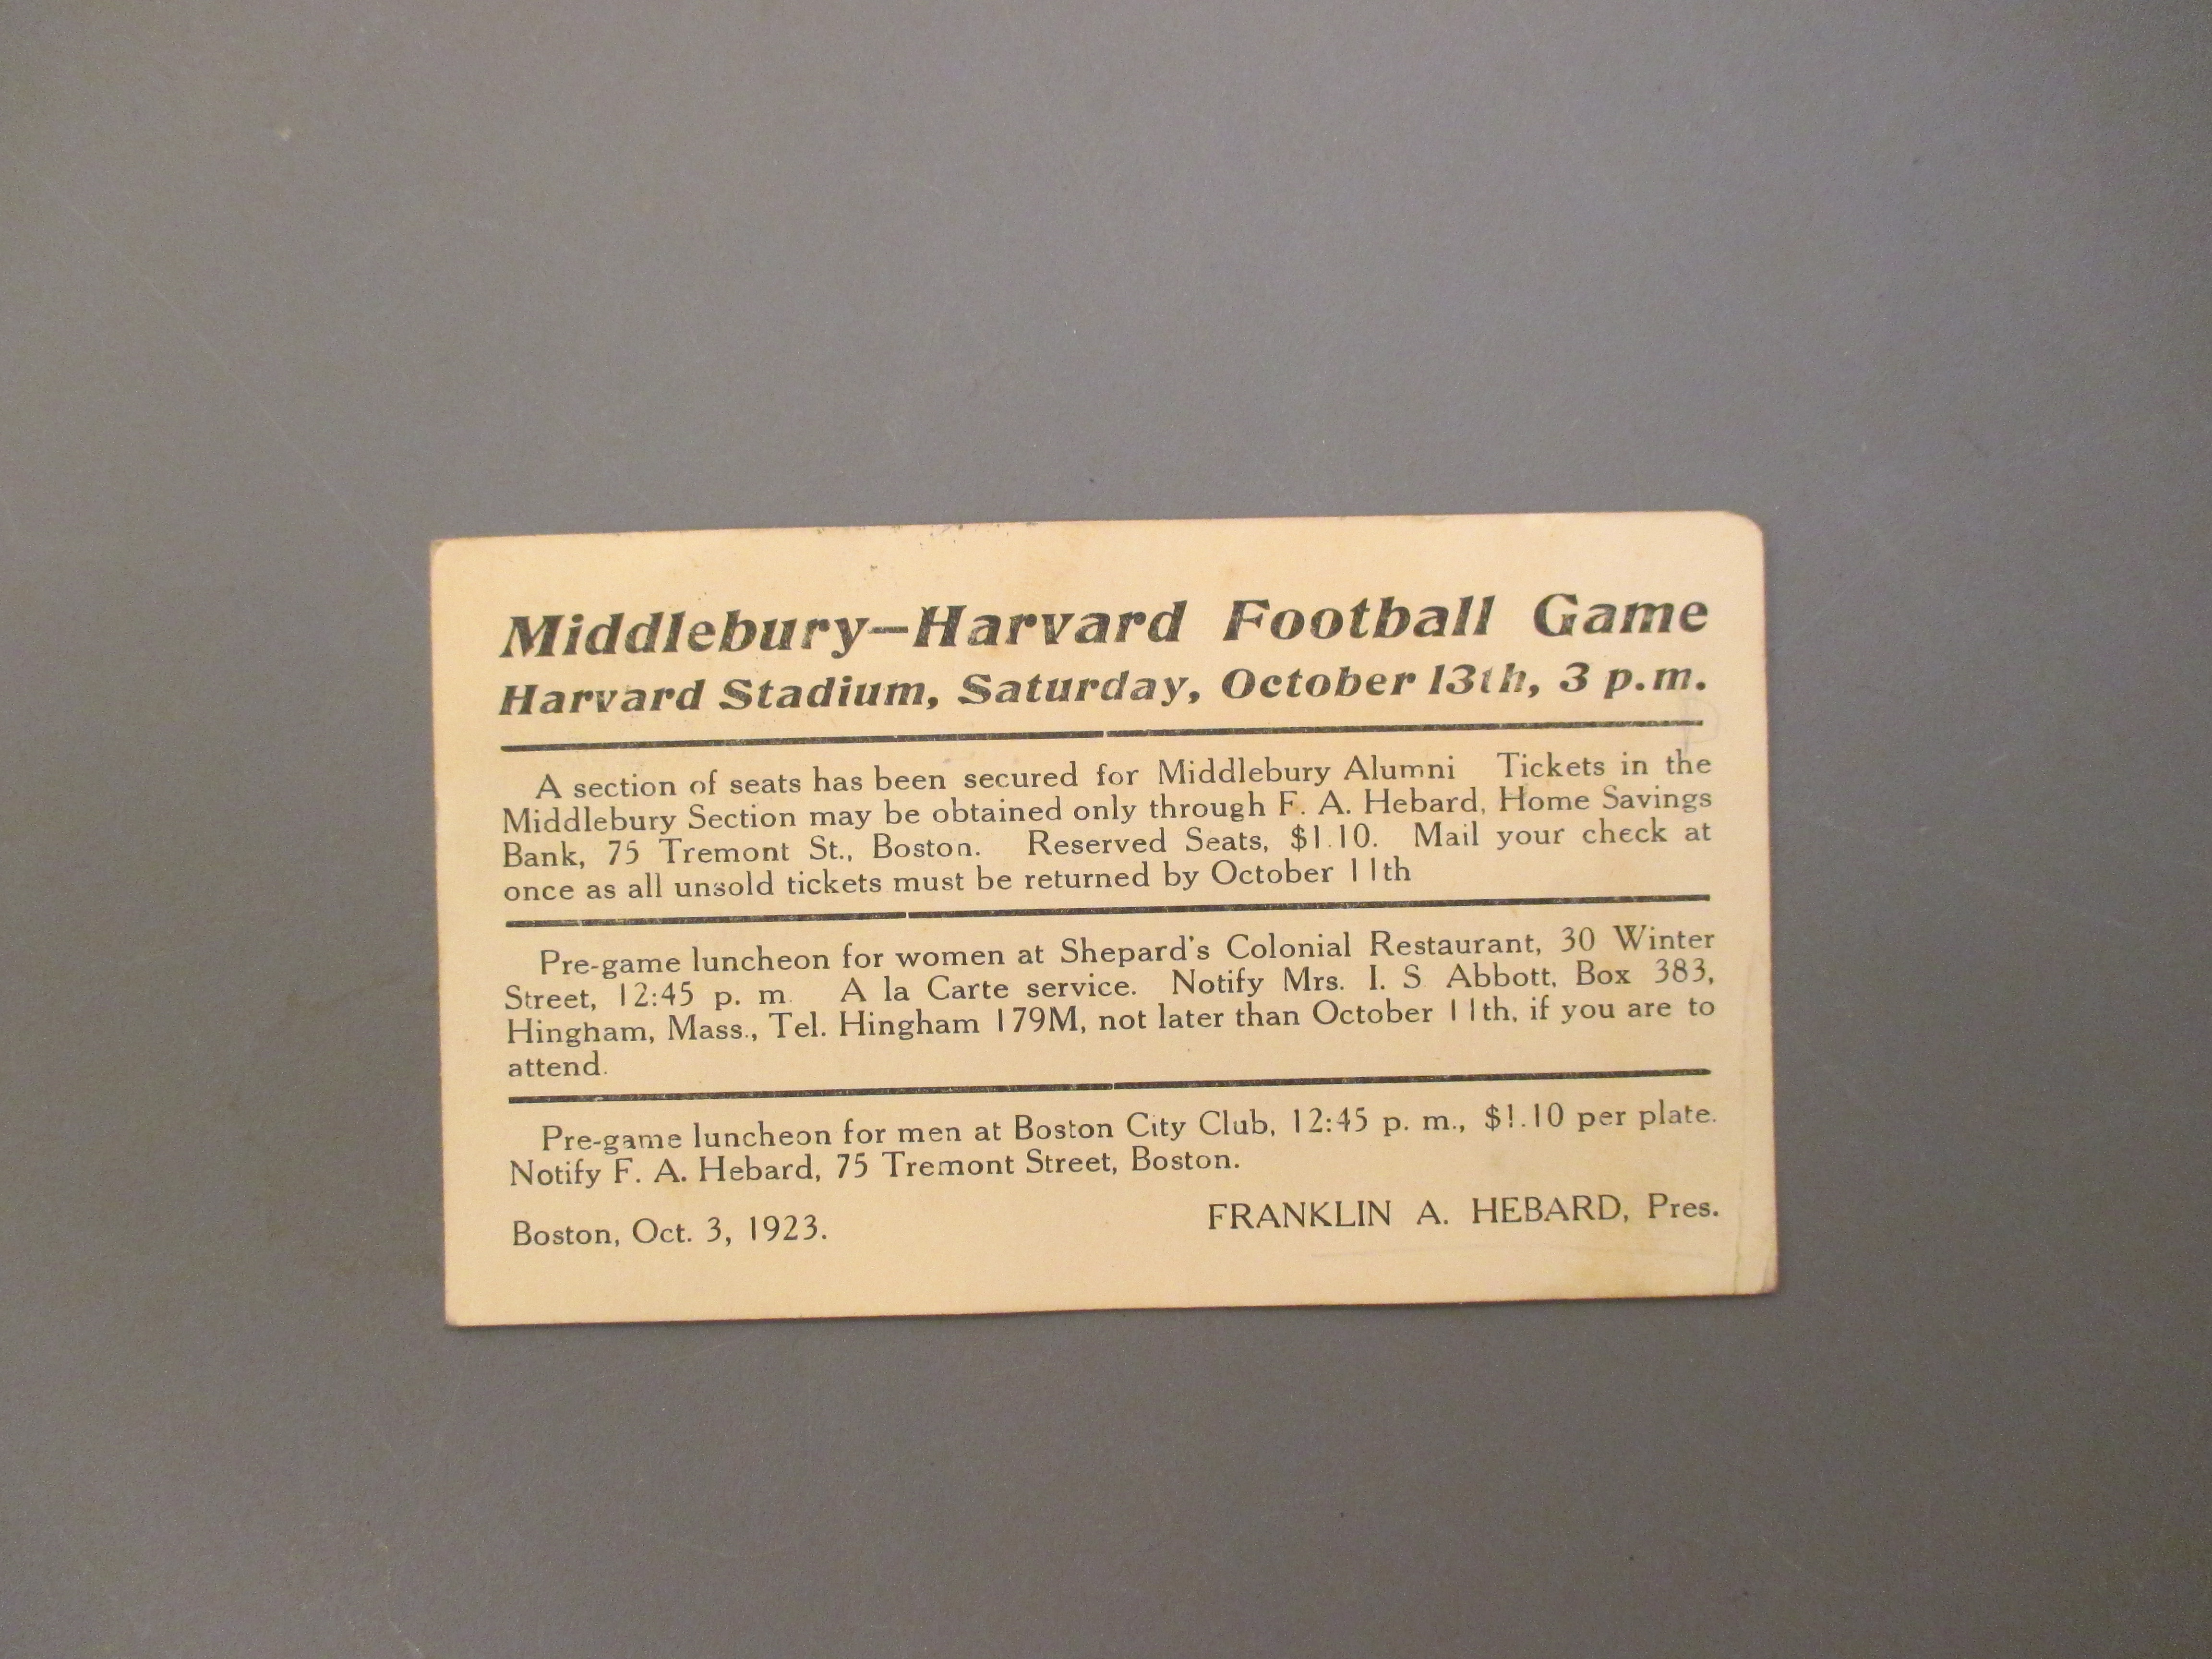 Middlebury—Harvard Football Game
Harvard Stadium, Saturday, October 13th, 3 p.m.
A section of seats has been secured for Middlebury Alumni Tickets in the
Middlebury Section may be obtained only through F. A. Hebard, Home Savings
Bank, 75 Tremont St., Boston. Reserved Seats, $1.10. Mail your check at
once as all unsold tickets must be returned by October 11th
Pre-game luncheon for women at Shepard's Colonial Restaurant, 30 Winter
Street, 12:45 p. m. A la Carte service. Notify Mrs. I. S. Abbott, Box 383,
Hingham, Mass., Tel. Hingham 179M, not later than October 11th, if you are to
attend.
Pre-game luncheon for men at Boston City Club, 12:45 p. m., $1.10 per plate.
Notify F. A. Hebard, 75 Tremont Street, Boston.
FRANKLIN A. HEBARD, Pres.
Boston, Oct. 3, 1923.